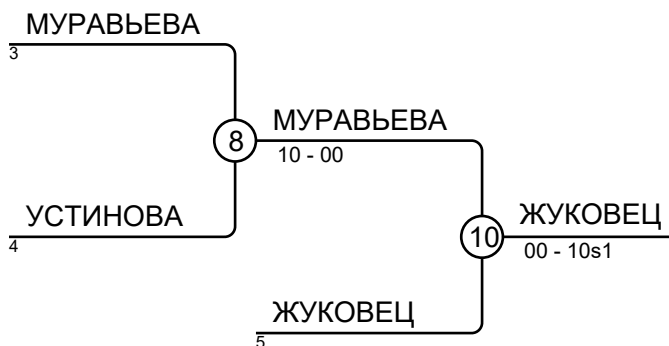 МУРАВЬЕВА
3
8
МУРАВЬЕВА
10 - 00
УСТИНОВА
4
10
ЖУКОВЕЦ
00 - 10s1
ЖУКОВЕЦ
5